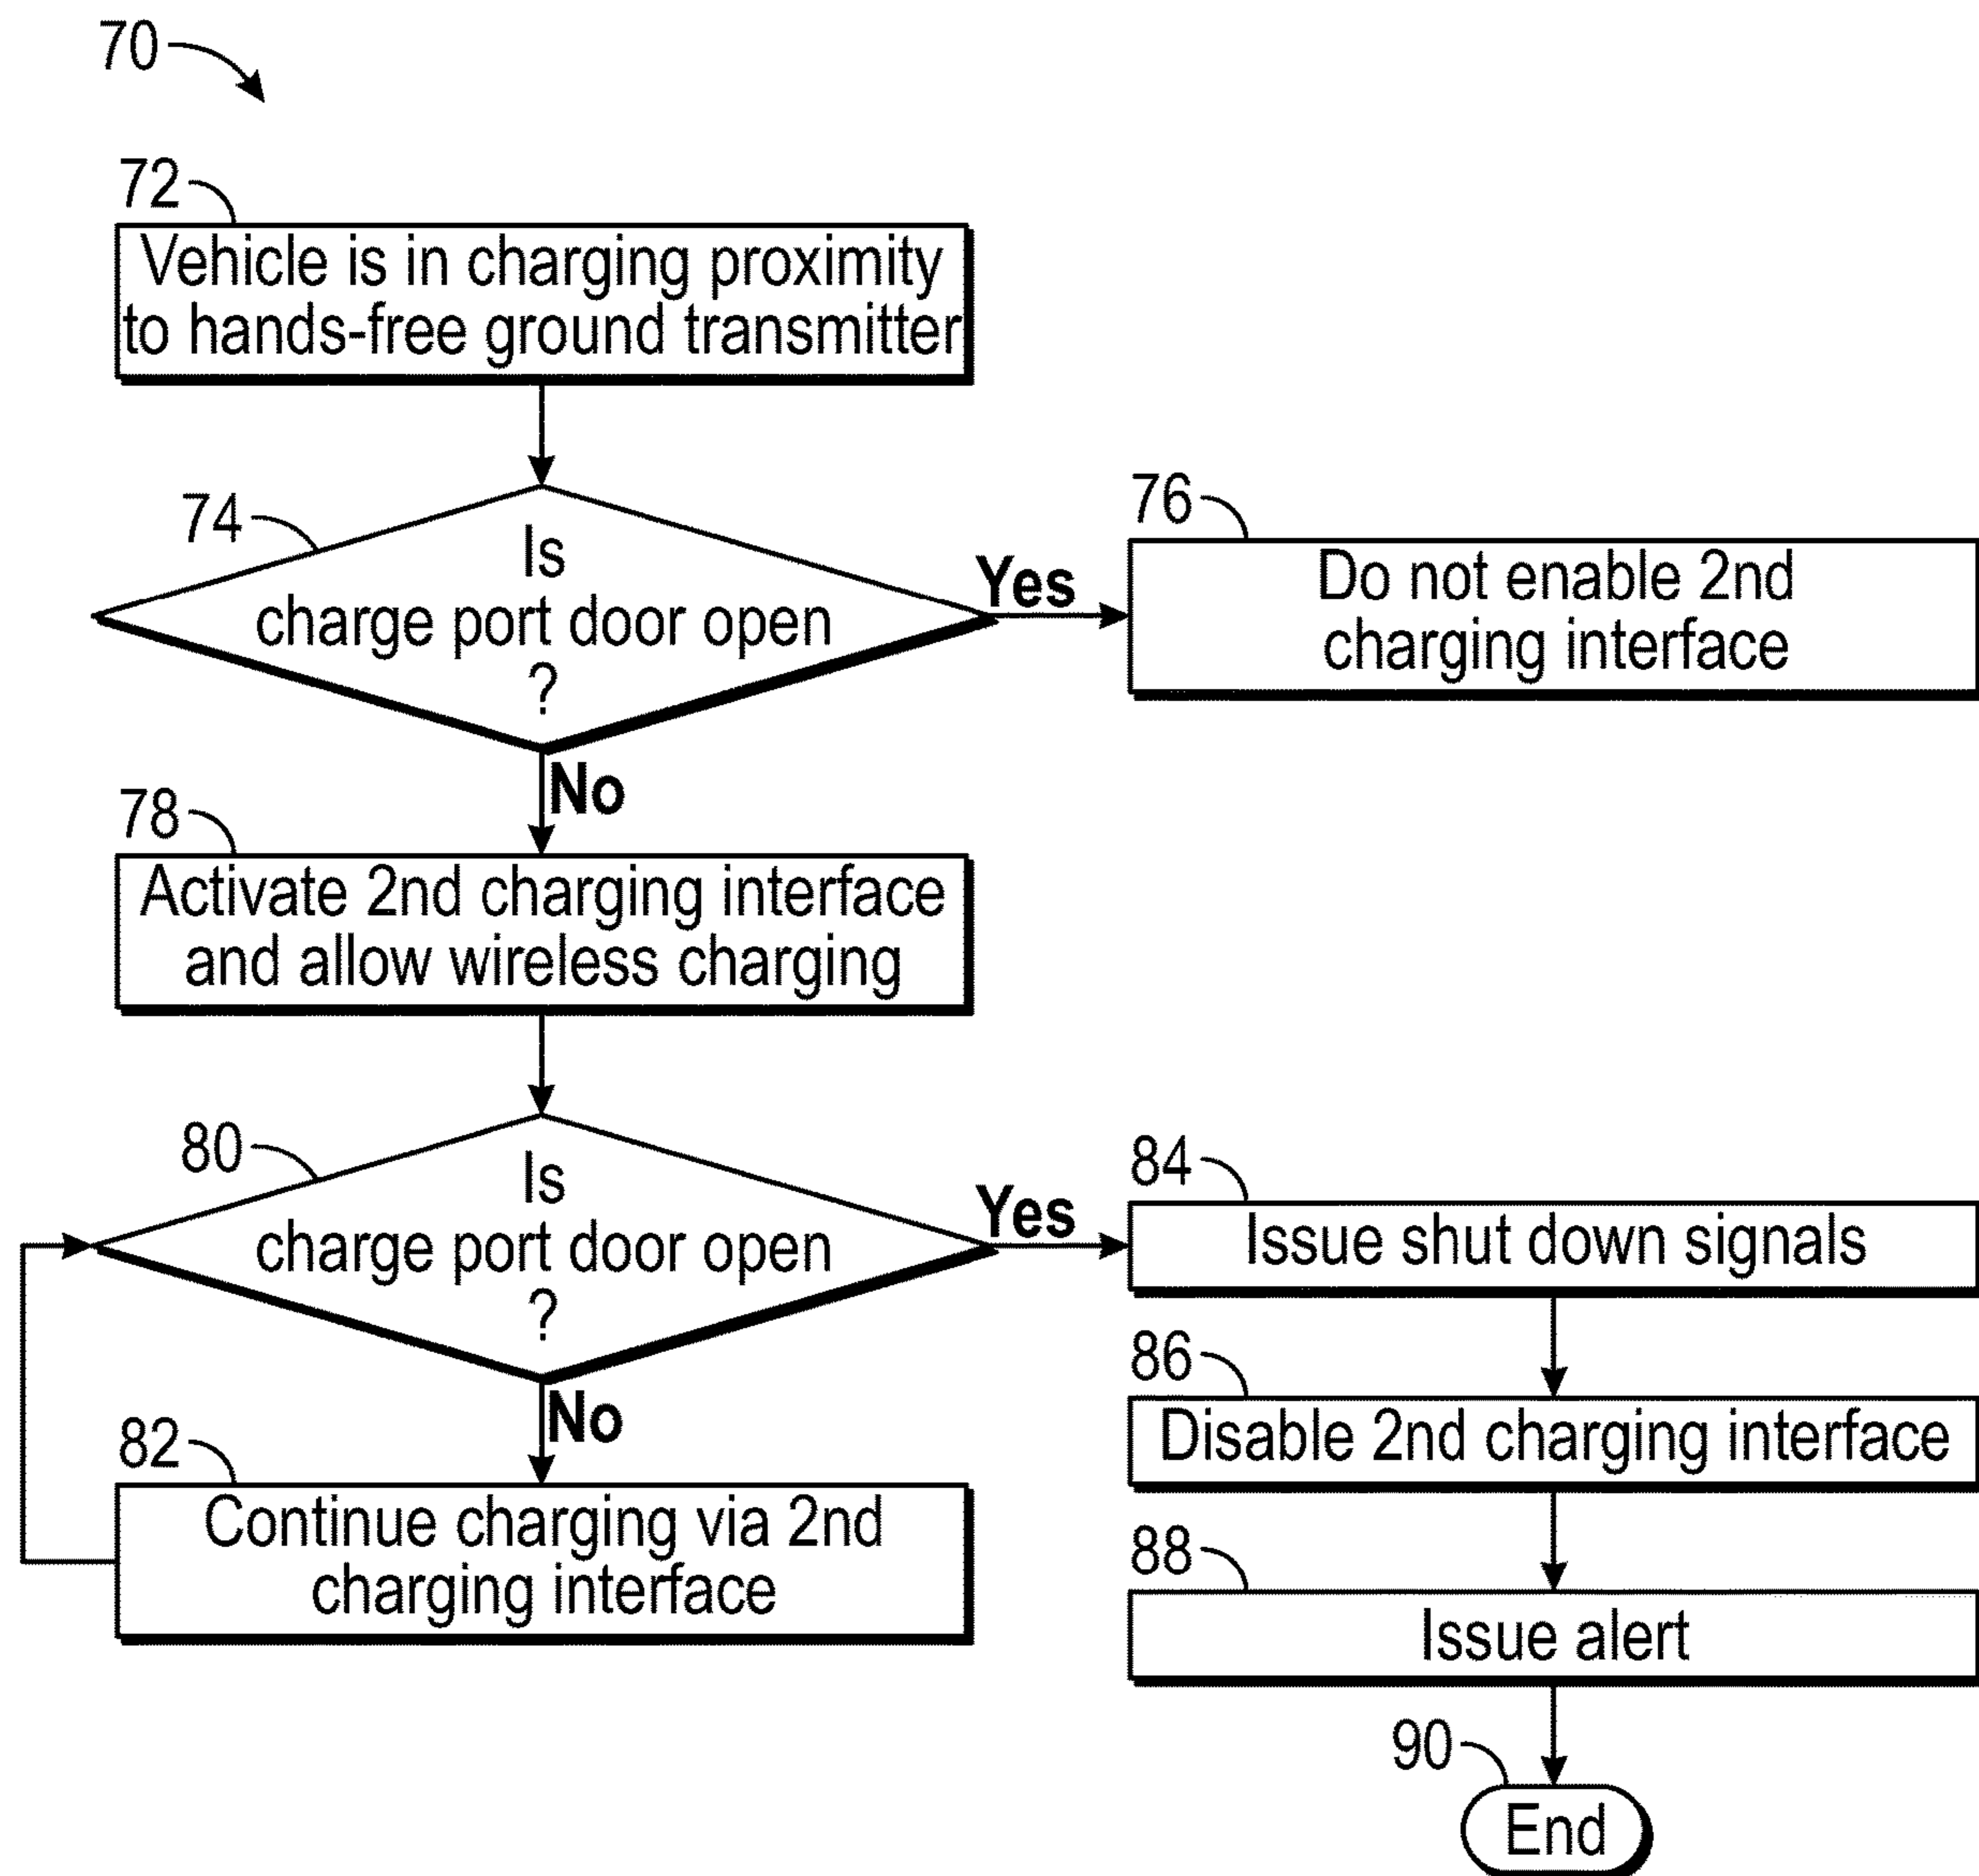 70
72
Vehicle is in charging proximity
to hands-free ground transmitter
74
Is
charge port door open
?
Yes
76
Do not enable 2nd
charging interface
No
78
Activate 2nd charging interface
and allow wireless charging
80
Is
charge port door open
?
Yes
84
Issue shut down signals
86
Disable 2nd charging interface
No
82
Continue charging via 2nd
charging interface
88
Issue alert
90
End